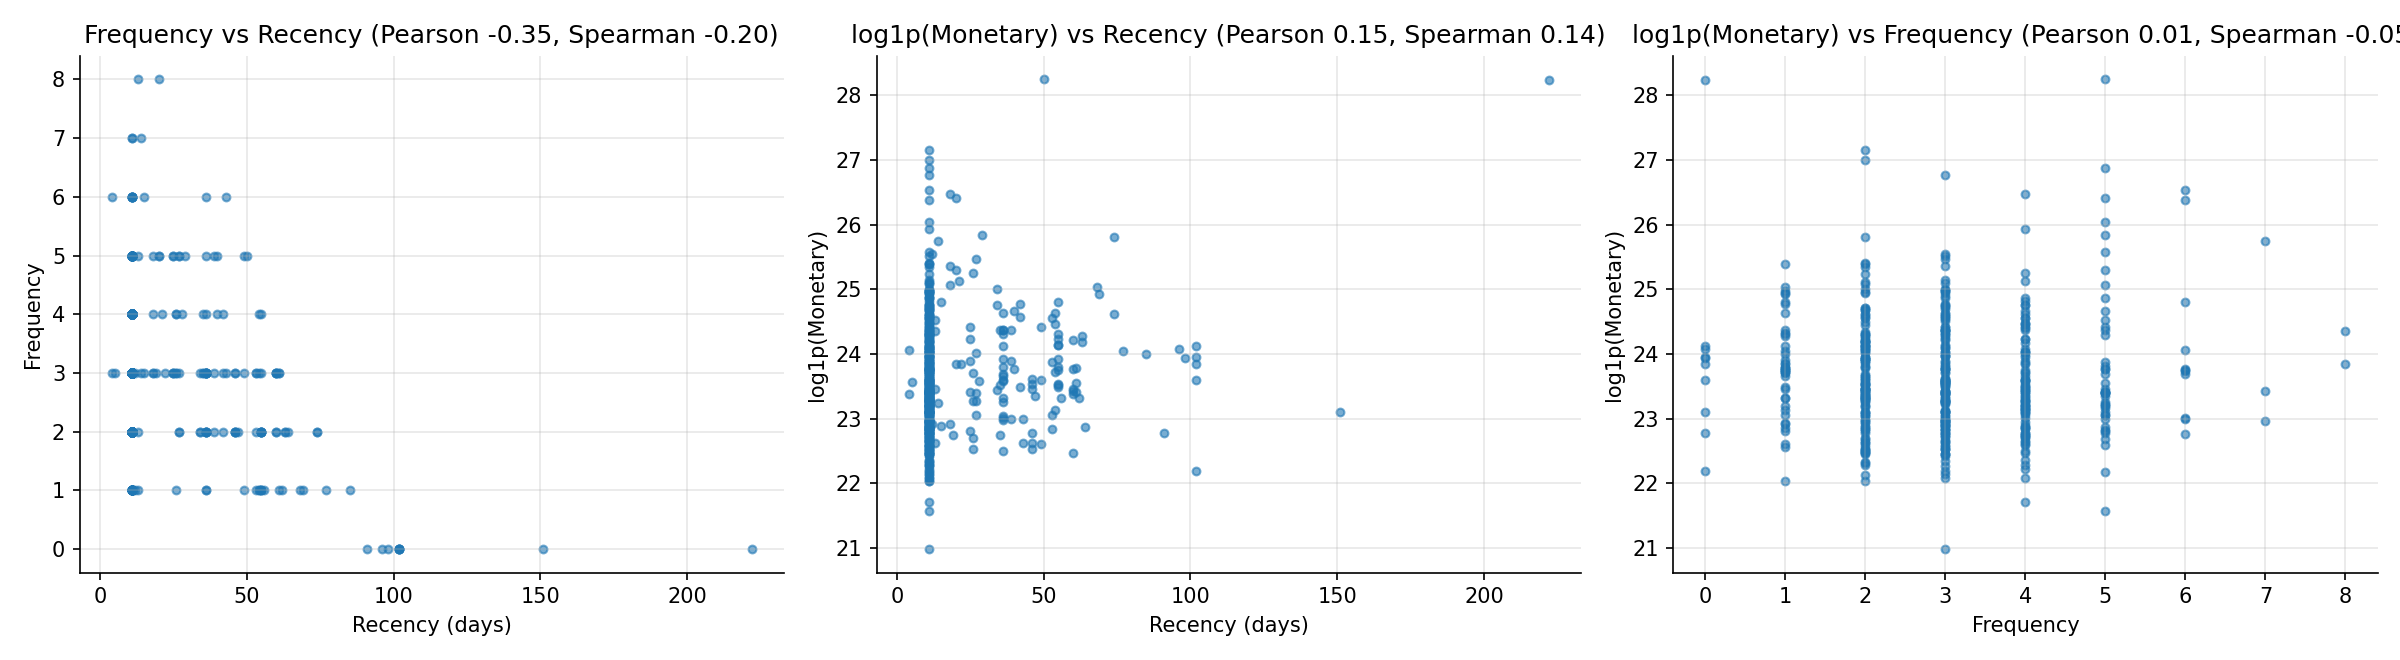 Frequency vs Recency (Pearson -0.35, Spearman -0.20)
8
7
6
5
4
3
2
1
0
Frequency
0 50 100 150 200
Recency (days)
log1p(Monetary) vs Recency (Pearson 0.15, Spearman 0.14)
28
27
26
25
24
23
22
21
log1p(Monetary)
0 50 100 150 200
Recency (days)
log1p(Monetary) vs Frequency (Pearson 0.01, Spearman -0.05
28
27
26
25
24
23
22
21
log1p(Monetary)
0 1 2 3 4 5 6 7 8
Frequency